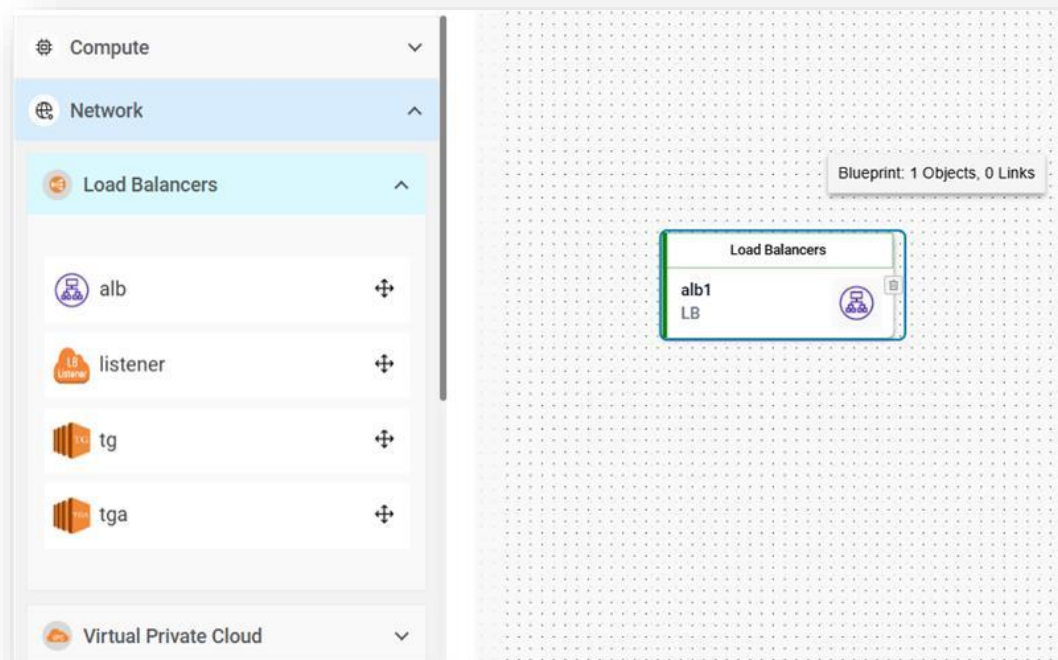 Compute
Network
Load Balancers
alb
LB
Listener
listener
TG
tg
TGA
tga
Virtual Private Cloud
Blueprint: 1 Objects, 0 Links
Load Balancers
alb1
LB